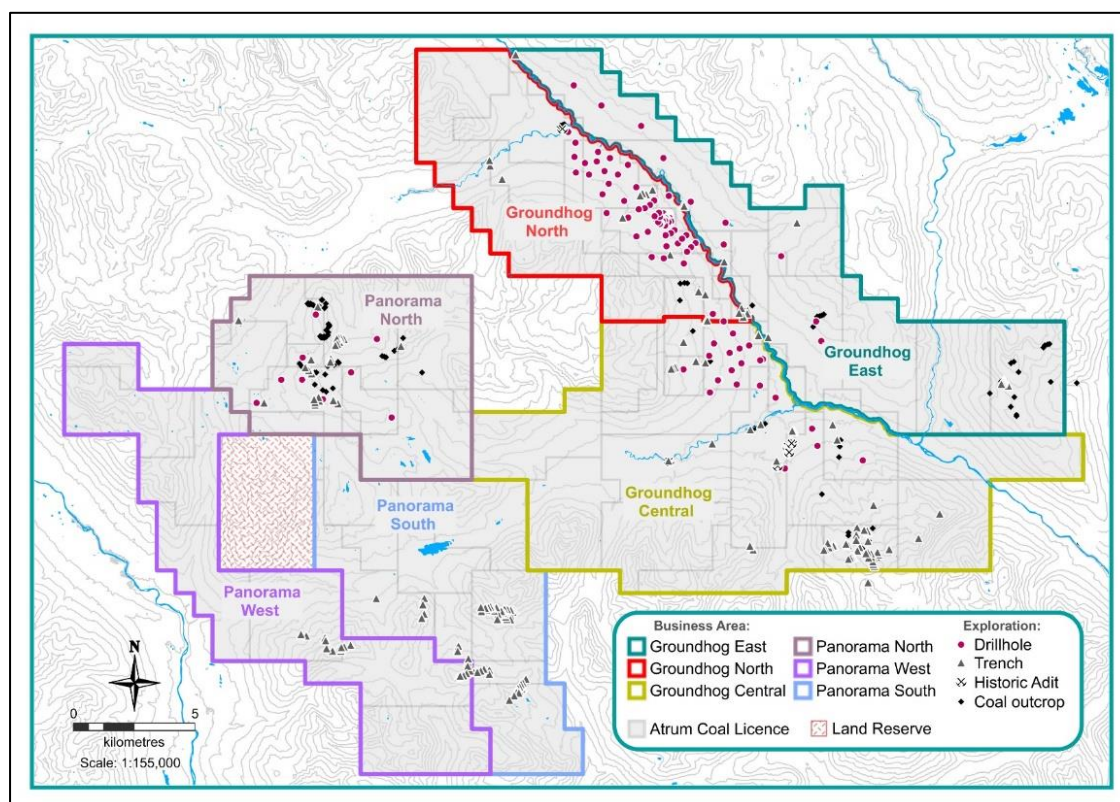 Groundhog
North
Panorama
North
Groundhog
East
Groundhog
Central
Panorama
South
Panorama
West
N
0 5
kilometres
Scale: 1:155,000
Business Area:
Groundhog East
Groundhog North
Groundhog Central
Panorama North
Panorama West
Panorama South
Atrum Coal Licence
Land Reserve
Exploration:
Drillhole
Trench
Historic Adit
Coal outcrop